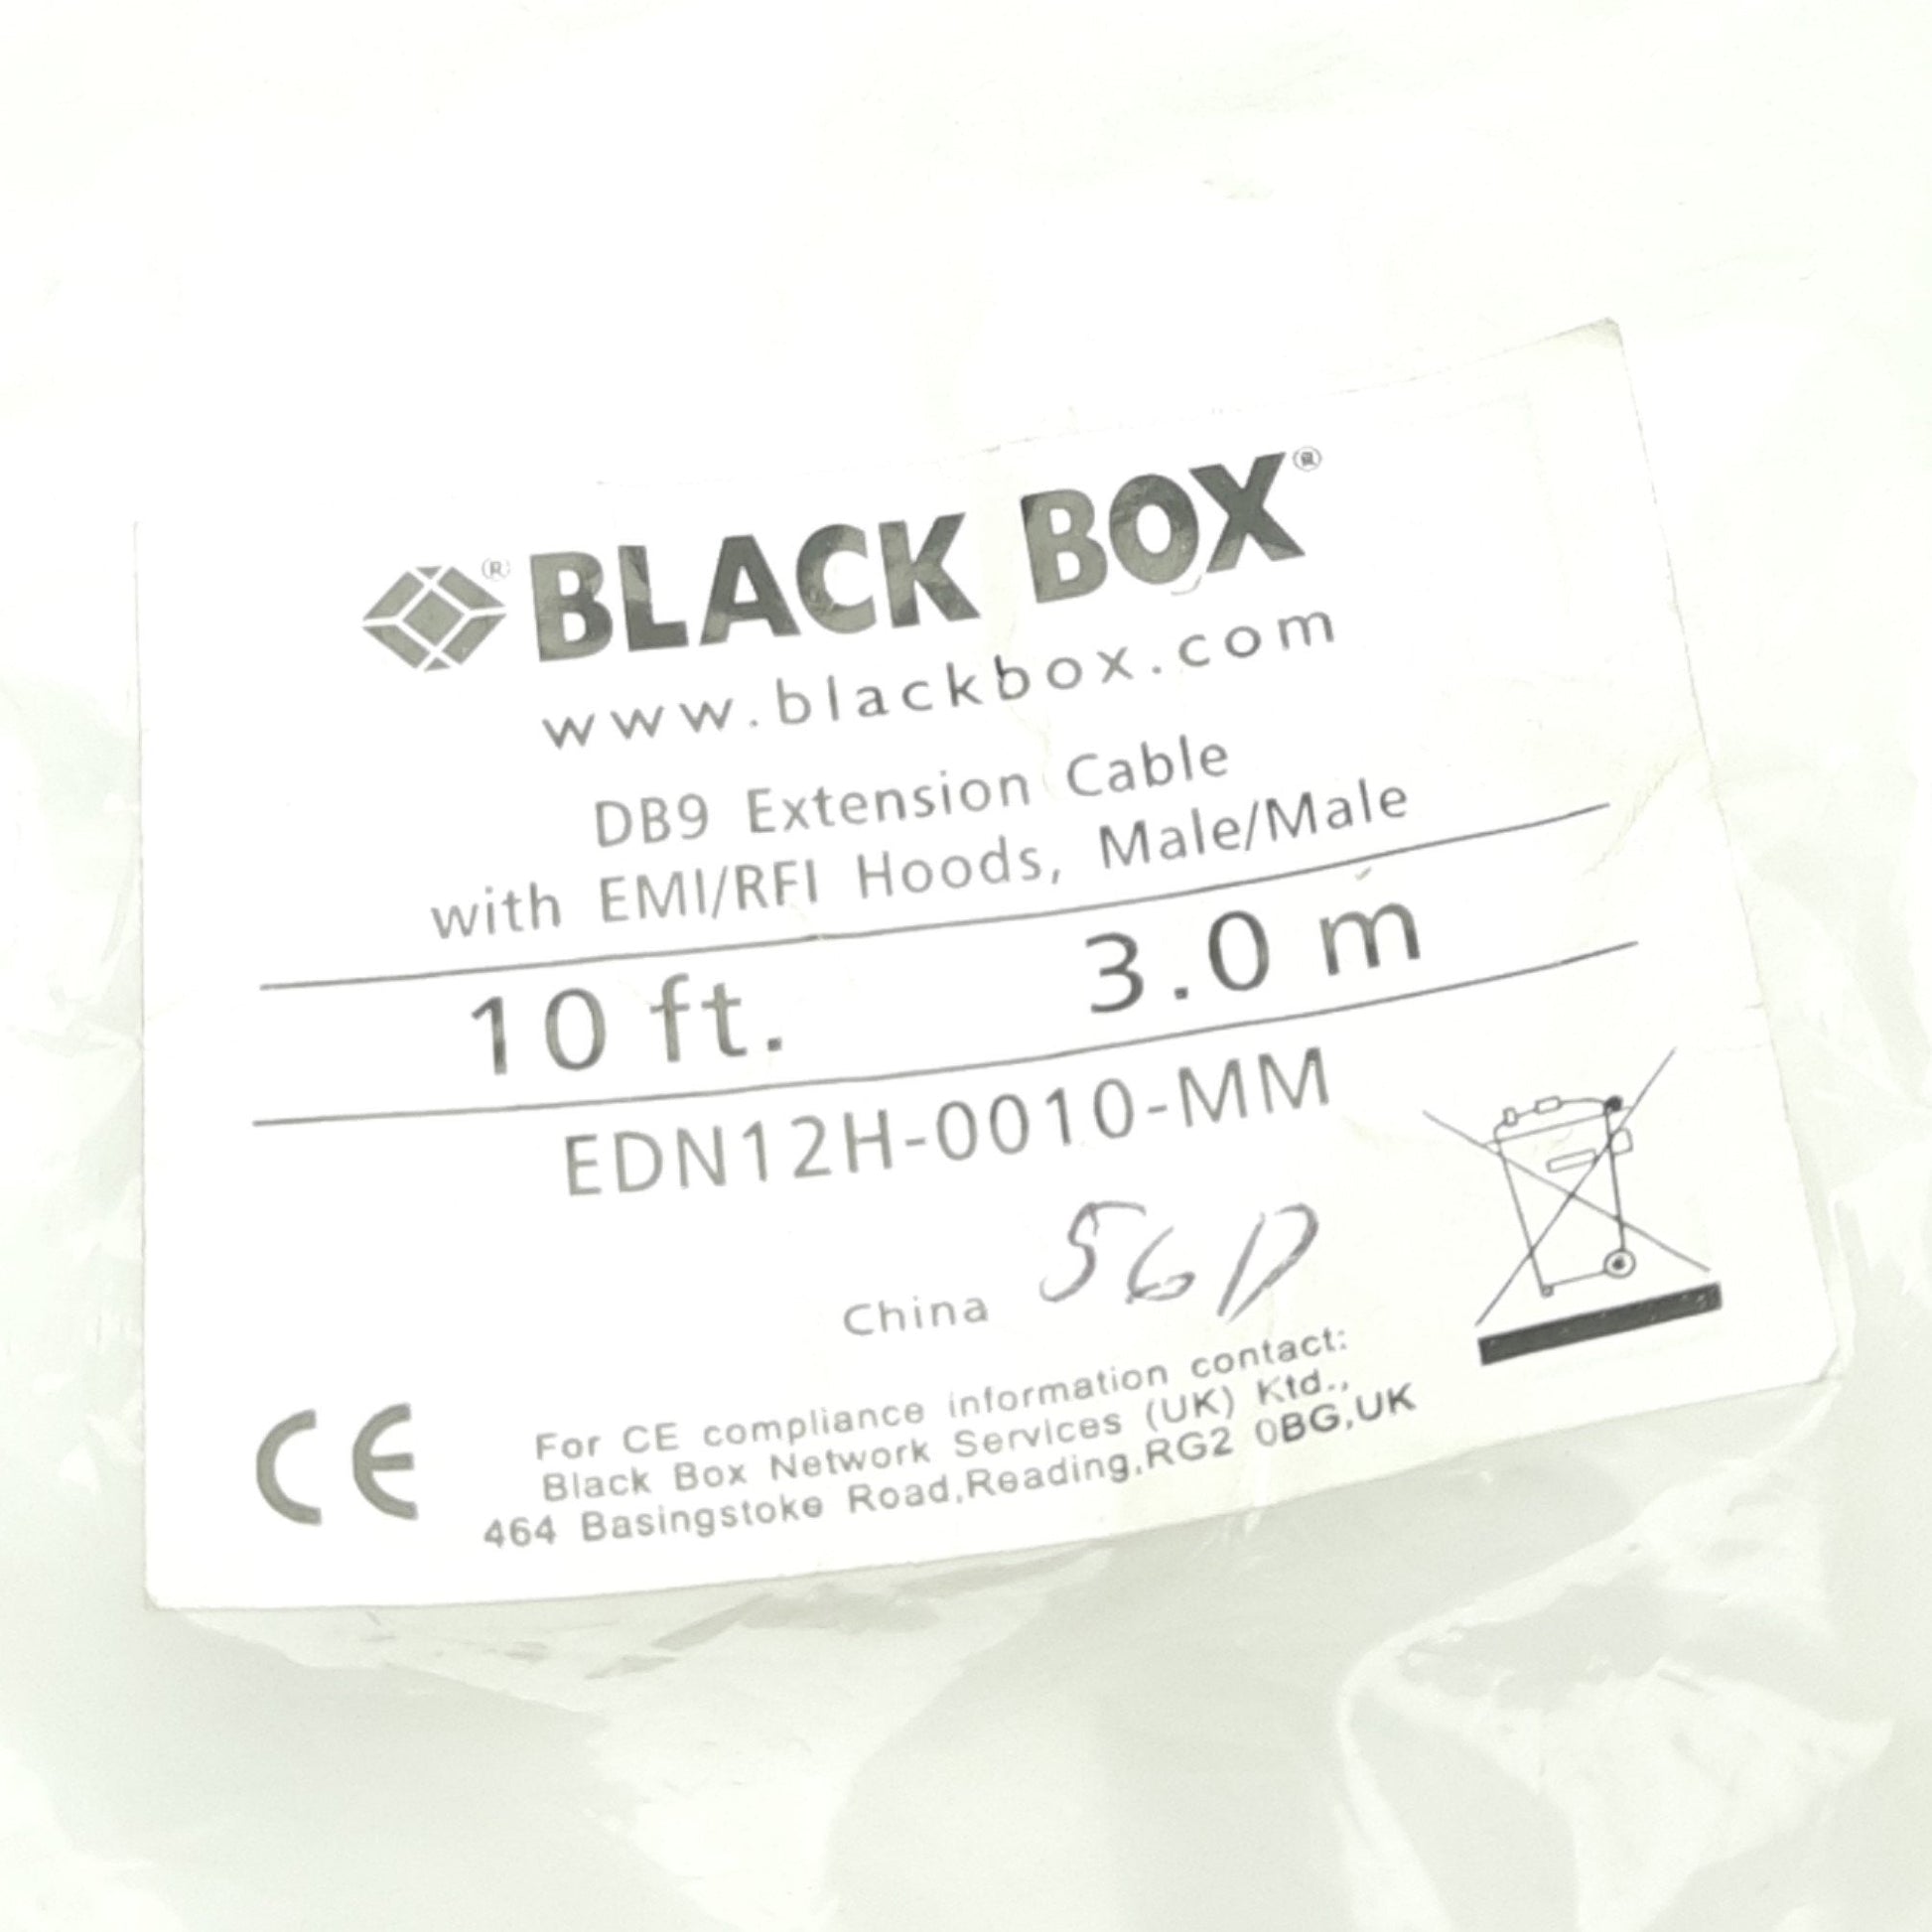 BLACK BOX®
www.blackbox.com
DB9 Extension Cable
with EMI/RFI Hoods, Male/Male
10 ft. 3.0 m
EDN12H-0010-MM
China
CE
For CE compliance information contact:
Black Box Network Services (UK) Ktd.,
464 Basingstoke Road,Reading,RG2 0BG,UK